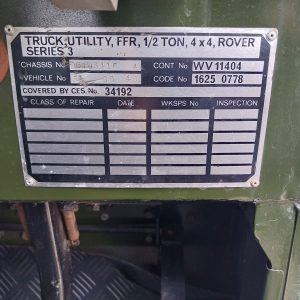 TRUCK, UTILITY, FFR, 1/2 TON, 4 x 4, ROVER
SERIES 3
CHASSIS No CONT No WV 11404
VEHICLE No CODE No 1625 0778
COVERED BY CES. No. 34192
CLASS OF REPAIR DATE WKSPS No INSPECTION